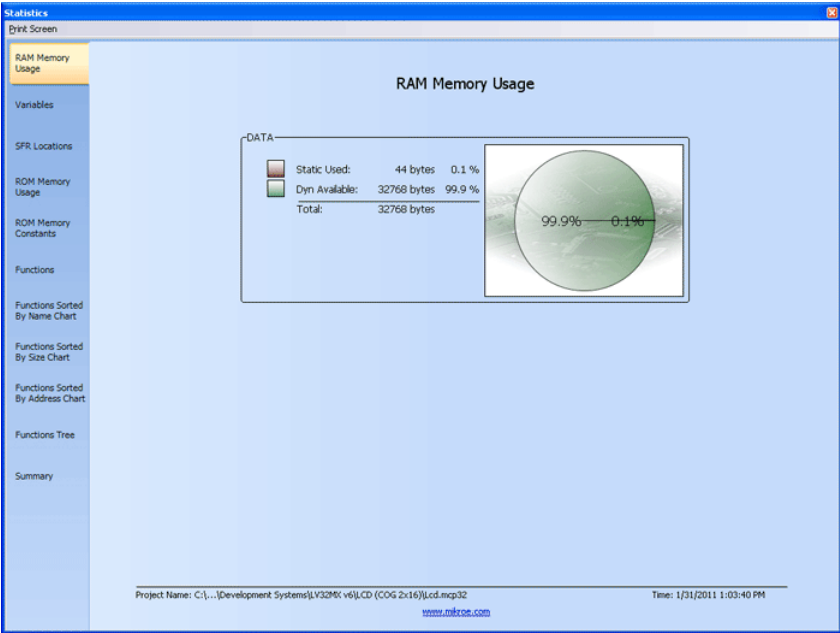 Statistics
Print Screen
RAM Memory
Usage
Variables
SFR Locations
ROM Memory
Usage
ROM Memory
Constants
Functions
Functions Sorted
By Name Chart
Functions Sorted
By Size Chart
Functions Sorted
By Address Chart
Functions Tree
Summary
RAM Memory Usage
DATA
Static Used: 44 bytes 0.1 %
Dyn Available: 32768 bytes 99.9 %
Total: 32768 bytes
99.9% 0.1%
Project Name: C:\...\Development Systems\LV32MX v6\LCD (COG 2x16)\Lcd.mcp32 Time: 1/31/2011 1:03:40 PM
www.mikroe.com